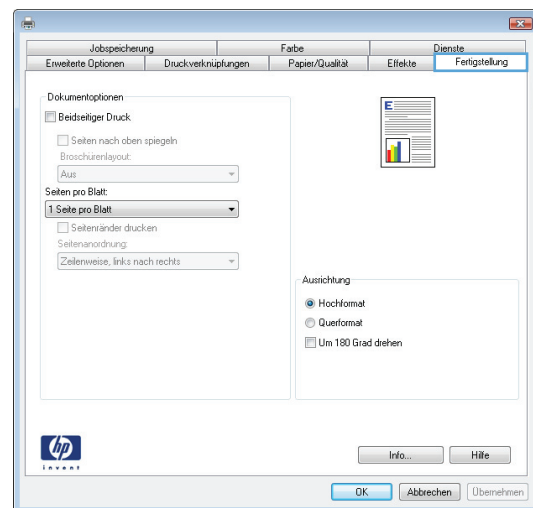 Jobspeicherung Farbe Dienste
Erweiterte Optionen Druckverknüpfungen Papier/Qualität Effekte Fertigstellung
Dokumentoptionen
Beidseitiger Druck
Seiten nach oben spiegeln
Broschürenlayout:
Aus
Seiten pro Blatt:
1 Seite pro Blatt
Seitenränder drucken
Seitenanordnung:
Zeilenweise, links nach rechts
E
Ausrichtung
Hochformat
Querformat
Um 180 Grad drehen
hp
invent
Info... Hilfe
OK Abbrechen Übernehmen